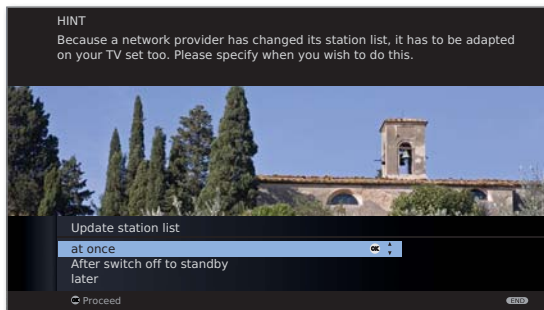 HINT
Because a network provider has changed its station list, it has to be adapted
on your TV set too. Please specify when you wish to do this.
Update station list
at once OK
After switch off to standby
later
OK Proceed END